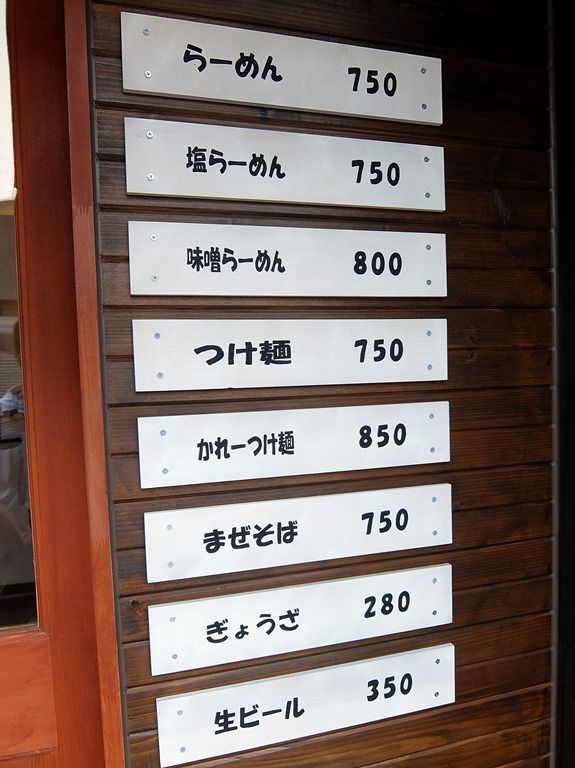 らーめん 750
塩らーめん 750
味噌らーめん 800
つけ麺 750
かれーつけ麺 850
まぜそば 750
ぎょうざ 280
生ビール 350